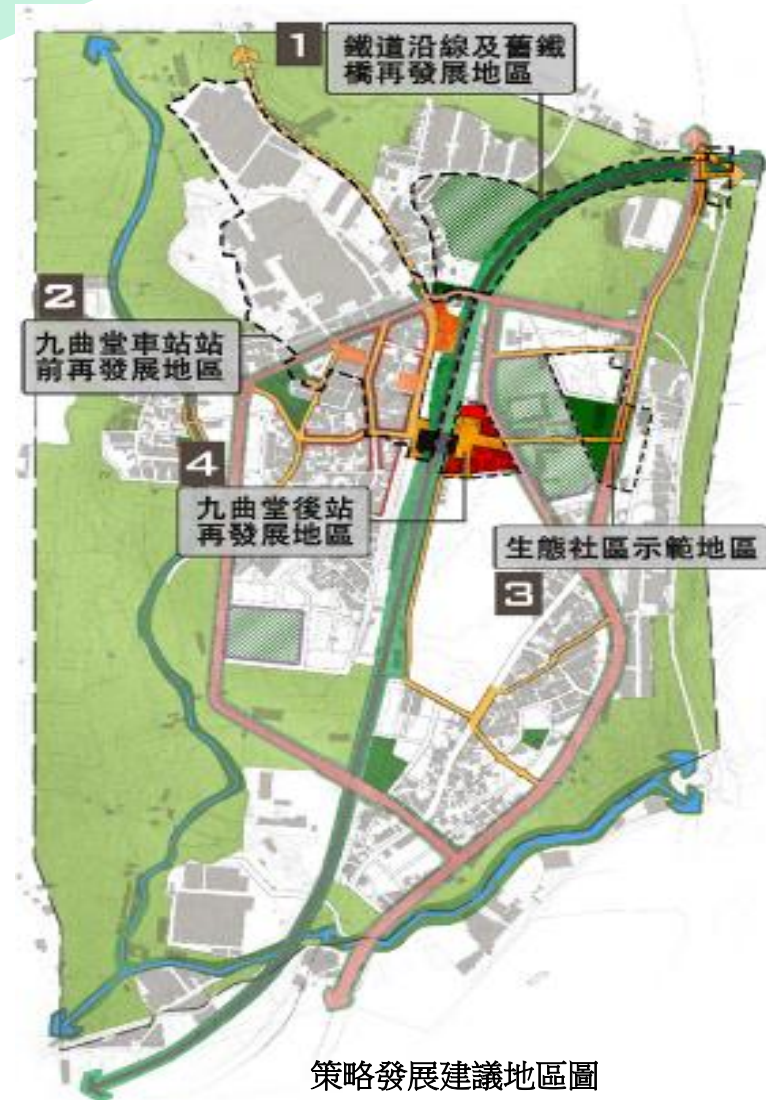 1
鐵道沿線及舊鐵
橋再發展地區
2
九曲堂車站站
前再發展地區
4
九曲堂後站
再發展地區
生態社區示範地區
3
策略發展建議地區圖